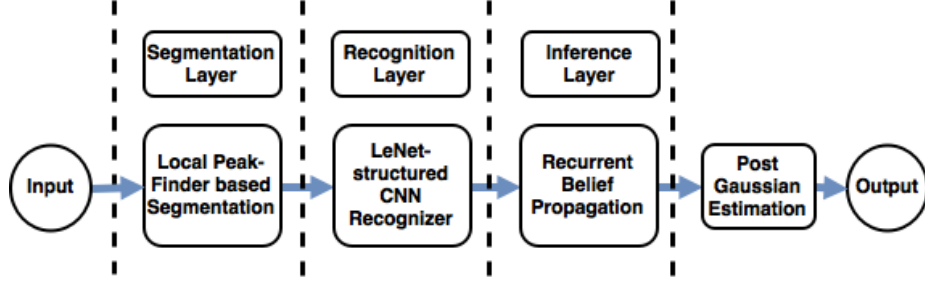 Segmentation
Layer
Recognition
Layer
Inference
Layer
Input
Local Peak-
Finder based
Segmentation
LeNet-
structured
CNN
Recognizer
Recurrent
Belief
Propagation
Post
Gaussian
Estimation
Output